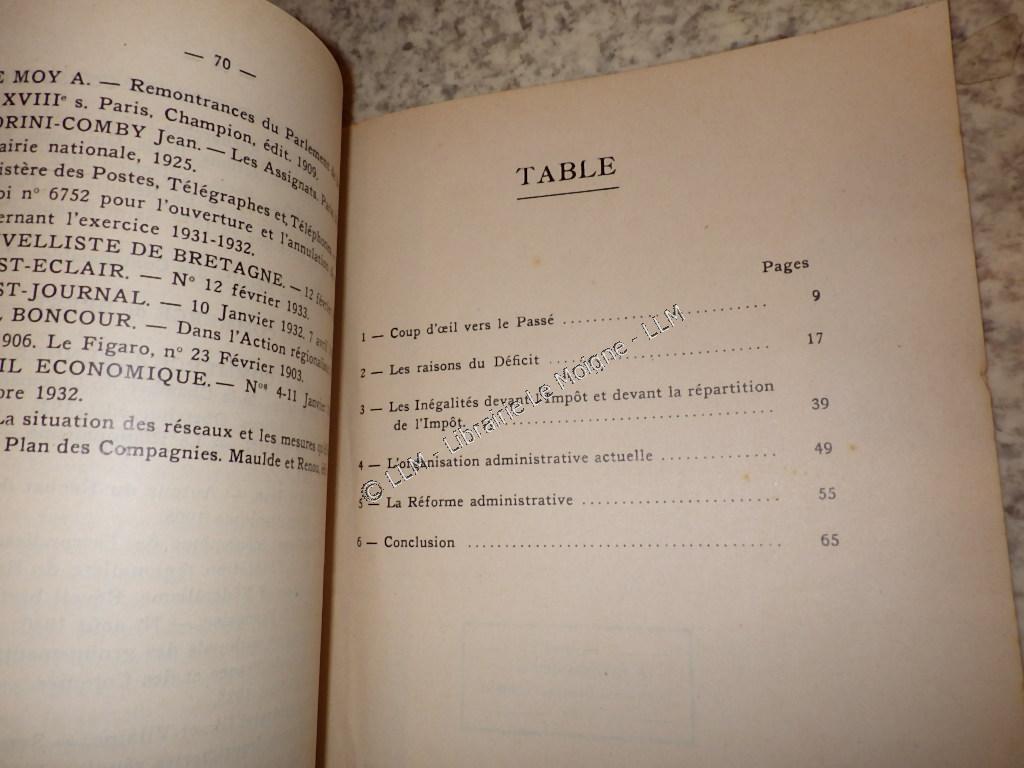 — 70 —
E MOY A. — Remontrances du Parlement
XVIIIe s. Paris, Champion, édit. 1909.
ORINI-COMBY Jean. — Les Assignats. Paris
airie nationale, 1925.
istère des Postes, Télégraphes et Téléphones
oi n° 6752 pour l'ouverture et l'annulation
ernant l'exercice 1931-1932.
UVELLISTE DE BRETAGNE. — 12 février
ST-ECLAIR. — N° 12 février 1933.
ST-JOURNAL. — 10 Janvier 1932. 7 avril
L BONCOUR. — Dans l'Action régionaliste
906. Le Figaro, n° 23 Février 1903.
IL ECONOMIQUE. — Nos 4-11 Janvier
bre 1932.
La situation des réseaux et les mesures
Plan des Compagnies. Maulde et Renou,
TABLE
Pages
1 — Coup d'œil vers le Passé .......................... 9
2 — Les raisons du Déficit .......................... 17
3 — Les Inégalités devant l'Impôt et devant la répartition
de l'Impôt. .......................... 39
4 — L'organisation administrative actuelle .............. 49
5 — La Réforme administrative ........................ 55
6 — Conclusion ........................................ 65
© LLM - Librairie Le Moigne - LLM